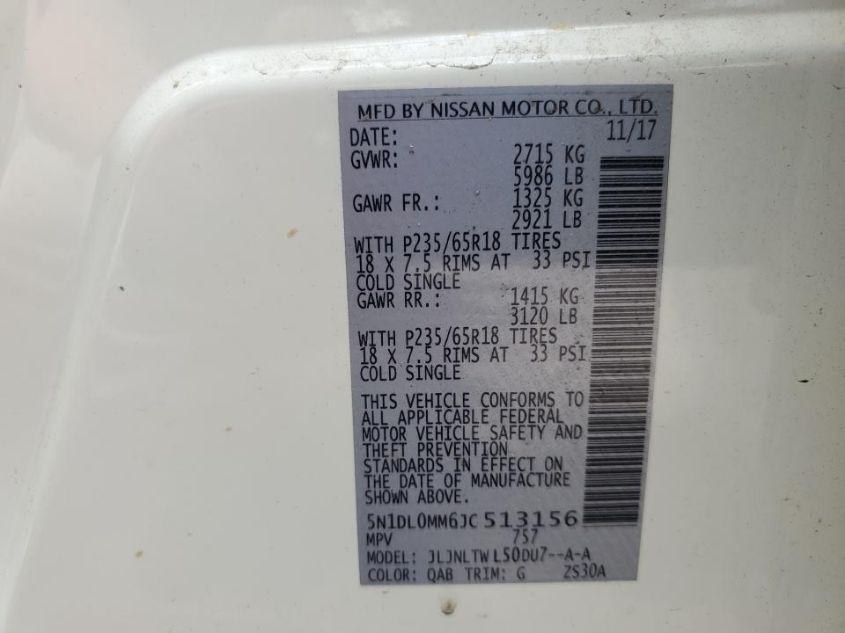 MFD BY NISSAN MOTOR CO., LTD.
DATE: 11/17
GVWR: 2715 KG
5986 LB
GAWR FR.: 1325 KG
2921 LB
WITH P235/65R18 TIRES
18 X 7.5 RIMS AT 33 PSI
COLD SINGLE
GAWR RR.: 1415 KG
3120 LB
WITH P235/65R18 TIRES
18 X 7.5 RIMS AT 33 PSI
COLD SINGLE
THIS VEHICLE CONFORMS TO
ALL APPLICABLE FEDERAL
MOTOR VEHICLE SAFETY AND
THEFT PREVENTION
STANDARDS IN EFFECT ON
THE DATE OF MANUFACTURE
SHOWN ABOVE.
5N1DL0MM6JC 513156
MPV 757
MODEL: JLJNLTW L50DU7--A-A
COLOR: QAB TRIM: G ZS30A